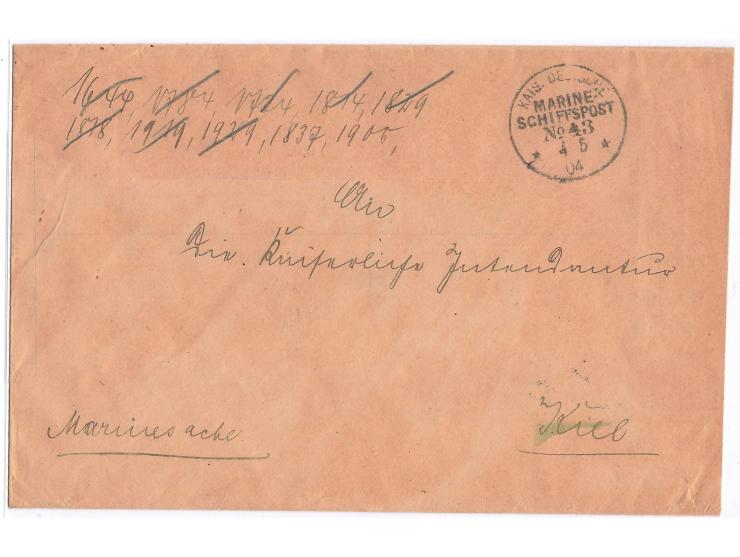 1644, 1784, 1724, 1814, 1829
1878, 1919, 1929, 1837, 1900,
KAIS. DEUTSCHE
MARINE-
SCHIFFSPOST
No 43
4 5
04
An
Die Kaiserliche Intendantur
Marinesache
Kiel